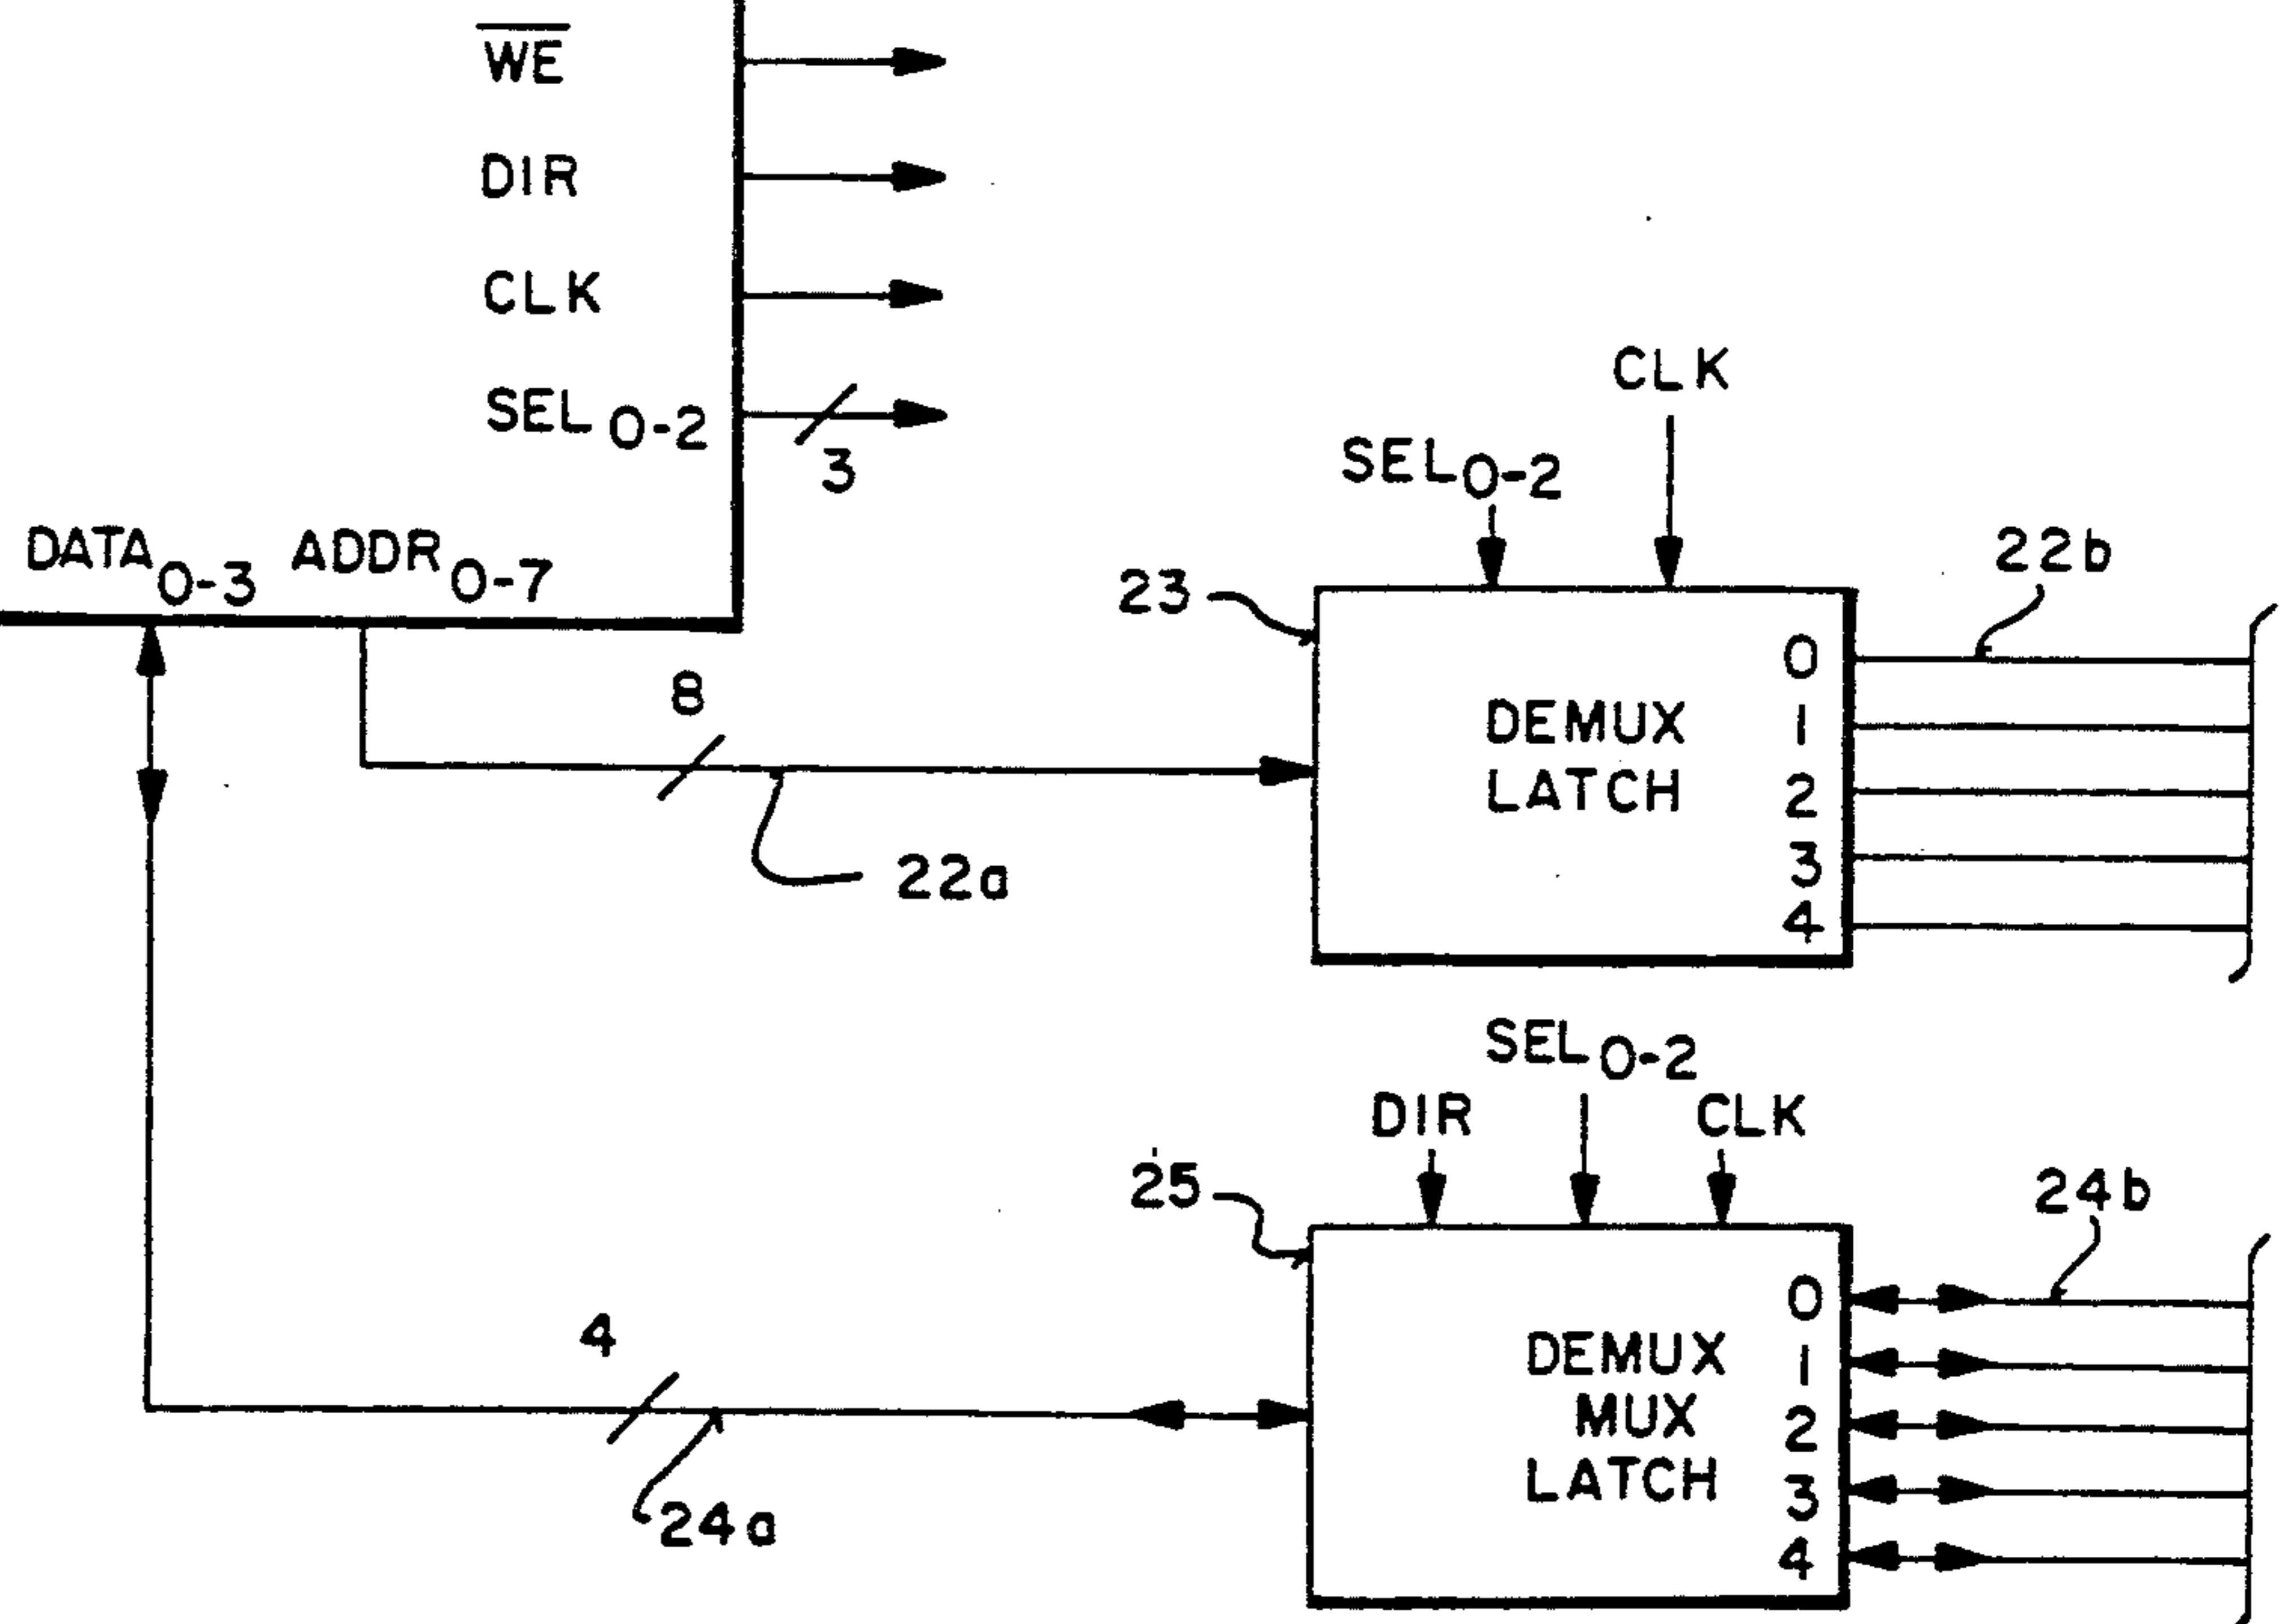 WE
DIR
CLK
SEL0-2
3
DATA0-3 ADDR0-7
8
22a
CLK
SEL0-2
23
22b
DEMUX
LATCH
0
1
2
3
4
SEL0-2
DIR
CLK
25
24b
4
24a
DEMUX
MUX
LATCH
0
1
2
3
4